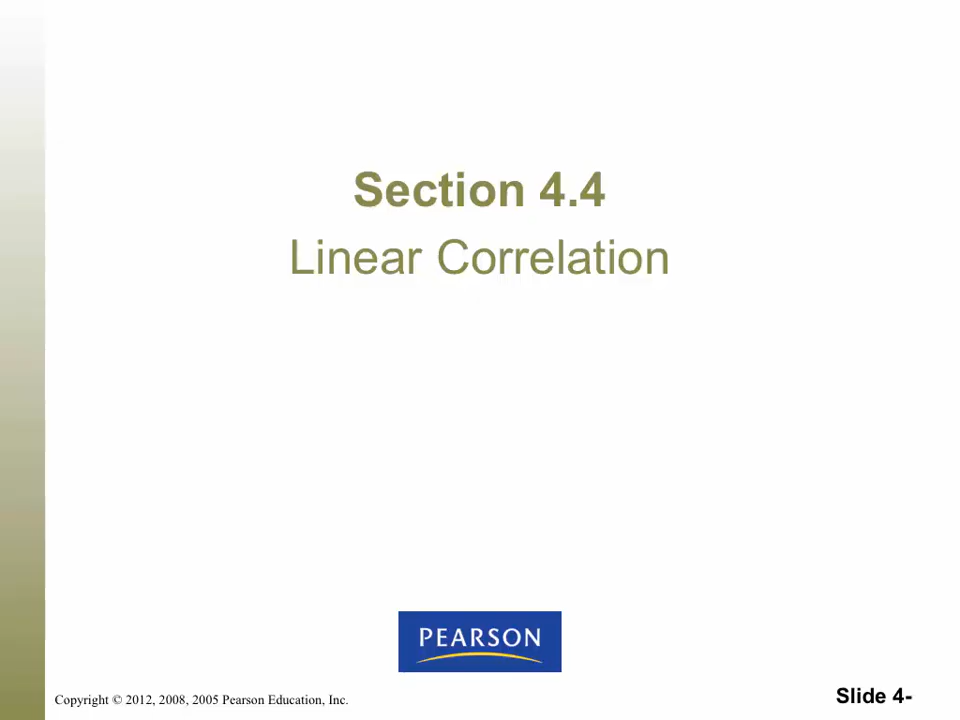 Section 4.4
Linear Correlation
PEARSON
Copyright © 2012, 2008, 2005 Pearson Education, Inc.
Slide 4-